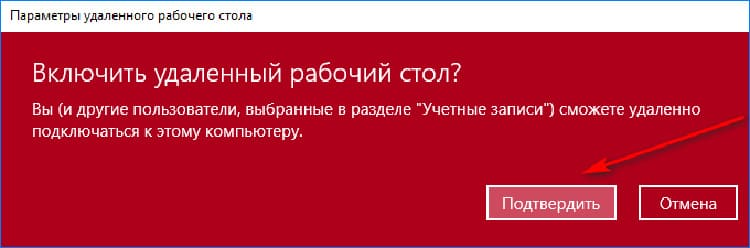 Параметры удаленного рабочего стола
Включить удаленный рабочий стол?
Вы (и другие пользователи, выбранные в разделе "Учетные записи") сможете удаленно
подключаться к этому компьютеру.
Подтвердить
Отмена